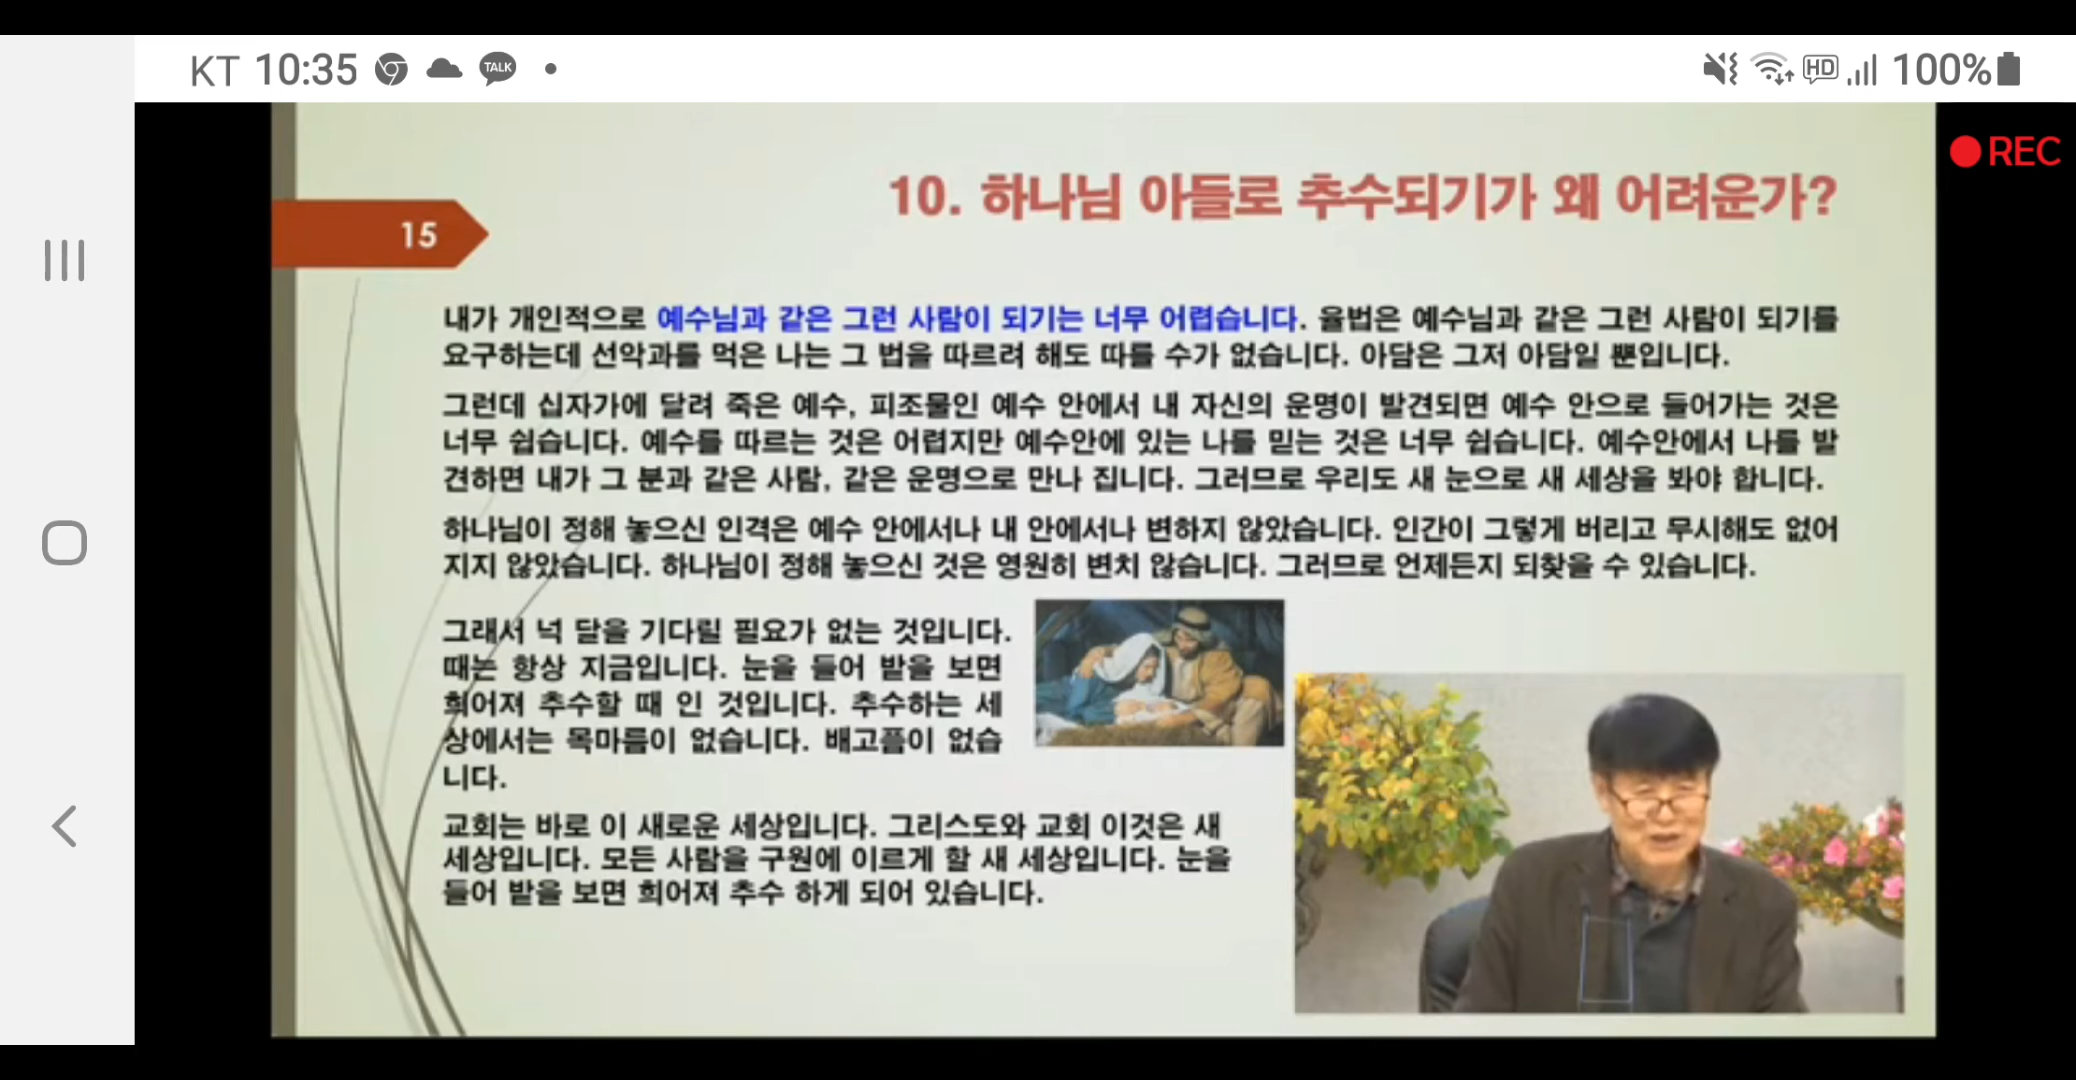 KT 10:35 TALK
HD 100%
REC
10. 하나님 아들로 추수되기가 왜 어려운가?
15
내가 개인적으로 예수님과 같은 그런 사람이 되기는 너무 어렵습니다. 율법은 예수님과 같은 그런 사람이 되기를
요구하는데 선악과를 먹은 나는 그 법을 따르려 해도 따를 수가 없습니다. 아담은 그저 아담일 뿐입니다.
그런데 십자가에 달려 죽은 예수, 피조물인 예수 안에서 내 자신의 운명이 발견되면 예수 안으로 들어가는 것은
너무 쉽습니다. 예수를 따르는 것은 어렵지만 예수안에 있는 나를 믿는 것은 너무 쉽습니다. 예수안에서 나를 발
견하면 내가 그 분과 같은 사람, 같은 운명으로 만나 집니다. 그러므로 우리도 새 눈으로 새 세상을 봐야 합니다.
하나님이 정해 놓으신 인격은 예수 안에서나 내 안에서나 변하지 않았습니다. 인간이 그렇게 버리고 무시해도 없어
지지 않았습니다. 하나님이 정해 놓으신 것은 영원히 변치 않습니다. 그러므로 언제든지 되찾을 수 있습니다.
그래서 넉 달을 기다릴 필요가 없는 것입니다.
때는 항상 지금입니다. 눈을 들어 밭을 보면
희어져 추수할 때 인 것입니다. 추수하는 세
상에서는 목마름이 없습니다. 배고픔이 없습
니다.
교회는 바로 이 새로운 세상입니다. 그리스도와 교회 이것은 새
세상입니다. 모든 사람을 구원에 이르게 할 새 세상입니다. 눈을
들어 밭을 보면 희어져 추수 하게 되어 있습니다.